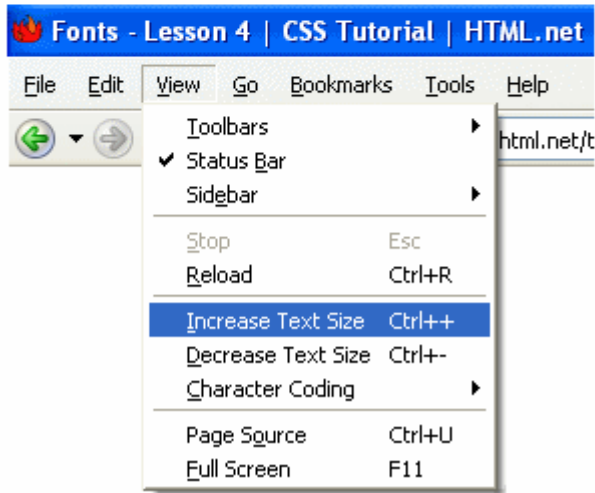 Fonts - Lesson 4 | CSS Tutorial | HTML.net
File Edit View Go Bookmarks Tools Help
html.net/t
Toolbars
Status Bar
Sidebar
Stop Esc
Reload Ctrl+R
Increase Text Size Ctrl++
Decrease Text Size Ctrl+-
Character Coding
Page Source Ctrl+U
Full Screen F11